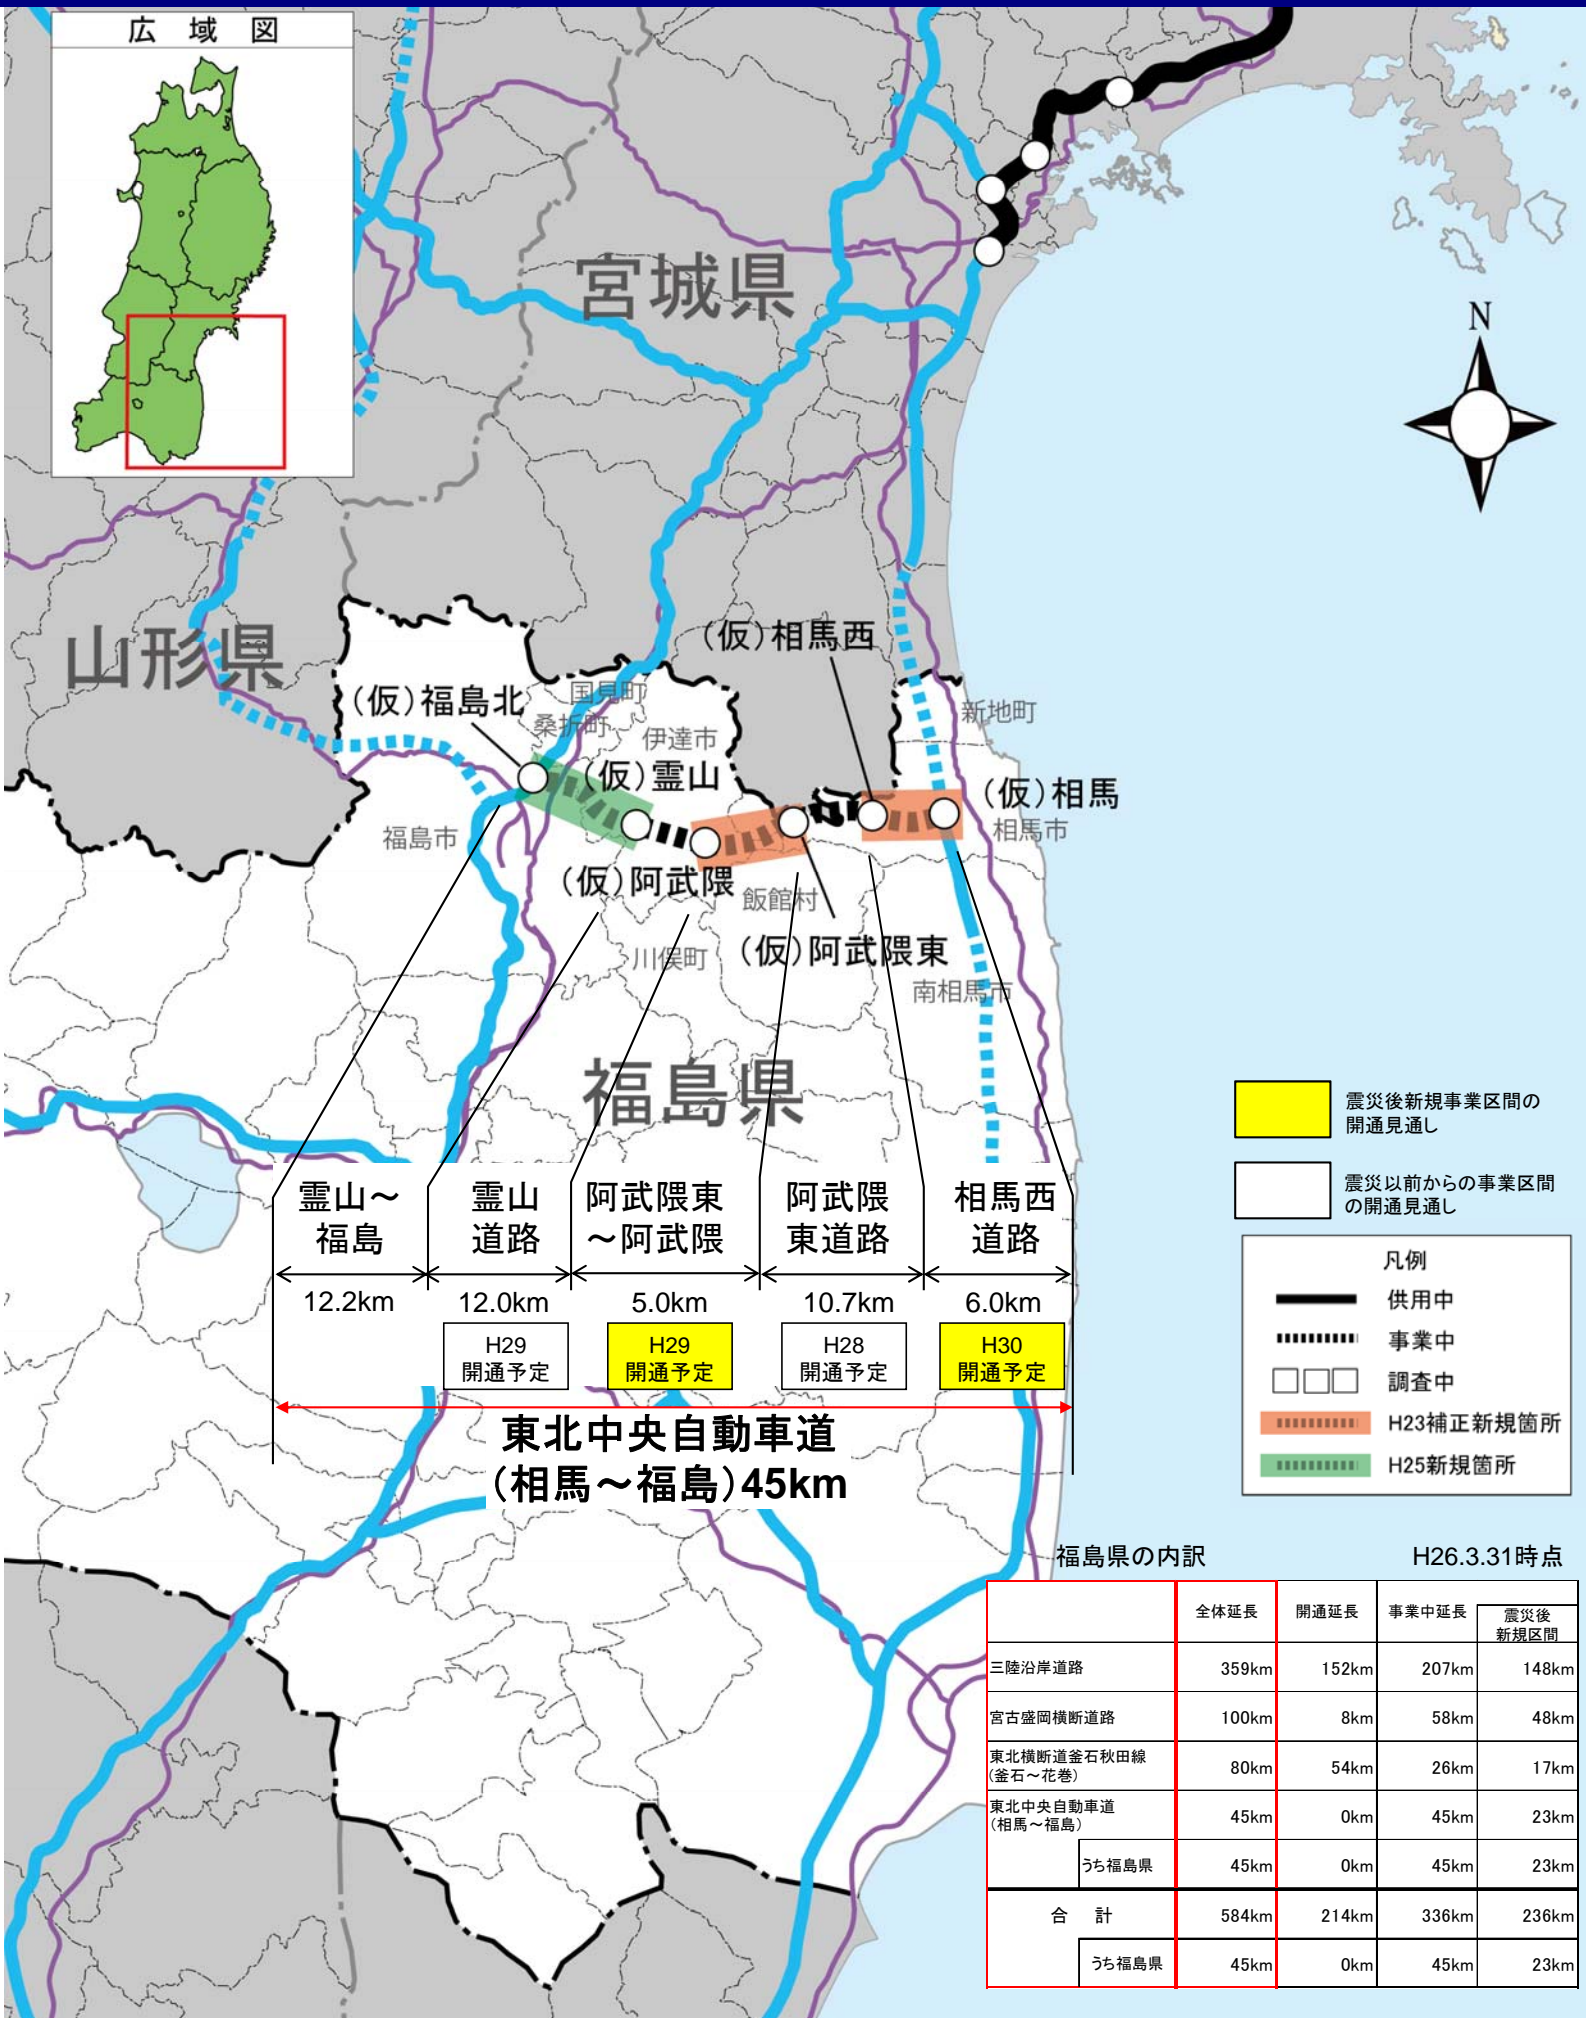 広 域 図
宮城県
N
山形県
(仮)相馬西
(仮)福島北
国見町
桑折町
伊達市
新地町
(仮)霊山
(仮)相馬
相馬市
福島市
(仮)阿武隈
飯館村
(仮)阿武隈東
川俣町
南相馬市
福島県
震災後新規事業区間の
開通見通し
震災以前からの事業区間
の開通見通し
霊山～
福島
霊山
道路
阿武隈東
～阿武隈
阿武隈
東道路
相馬西
道路
12.2km 12.0km 5.0km 10.7km 6.0km
H29
開通予定
H29
開通予定
H28
開通予定
H30
開通予定
東北中央自動車道
(相馬～福島)45km
凡例
供用中
事業中
調査中
H23補正新規箇所
H25新規箇所
福島県の内訳 H26.3.31時点
全体延長 開通延長 事業中延長
震災後
新規区間
三陸沿岸道路 359km 152km 207km 148km
宮古盛岡横断道路 100km 8km 58km 48km
東北横断道釜石秋田線
(釜石～花巻) 80km 54km 26km 17km
東北中央自動車道
(相馬～福島) 45km 0km 45km 23km
うち福島県 45km 0km 45km 23km
合 計 584km 214km 336km 236km
うち福島県 45km 0km 45km 23km